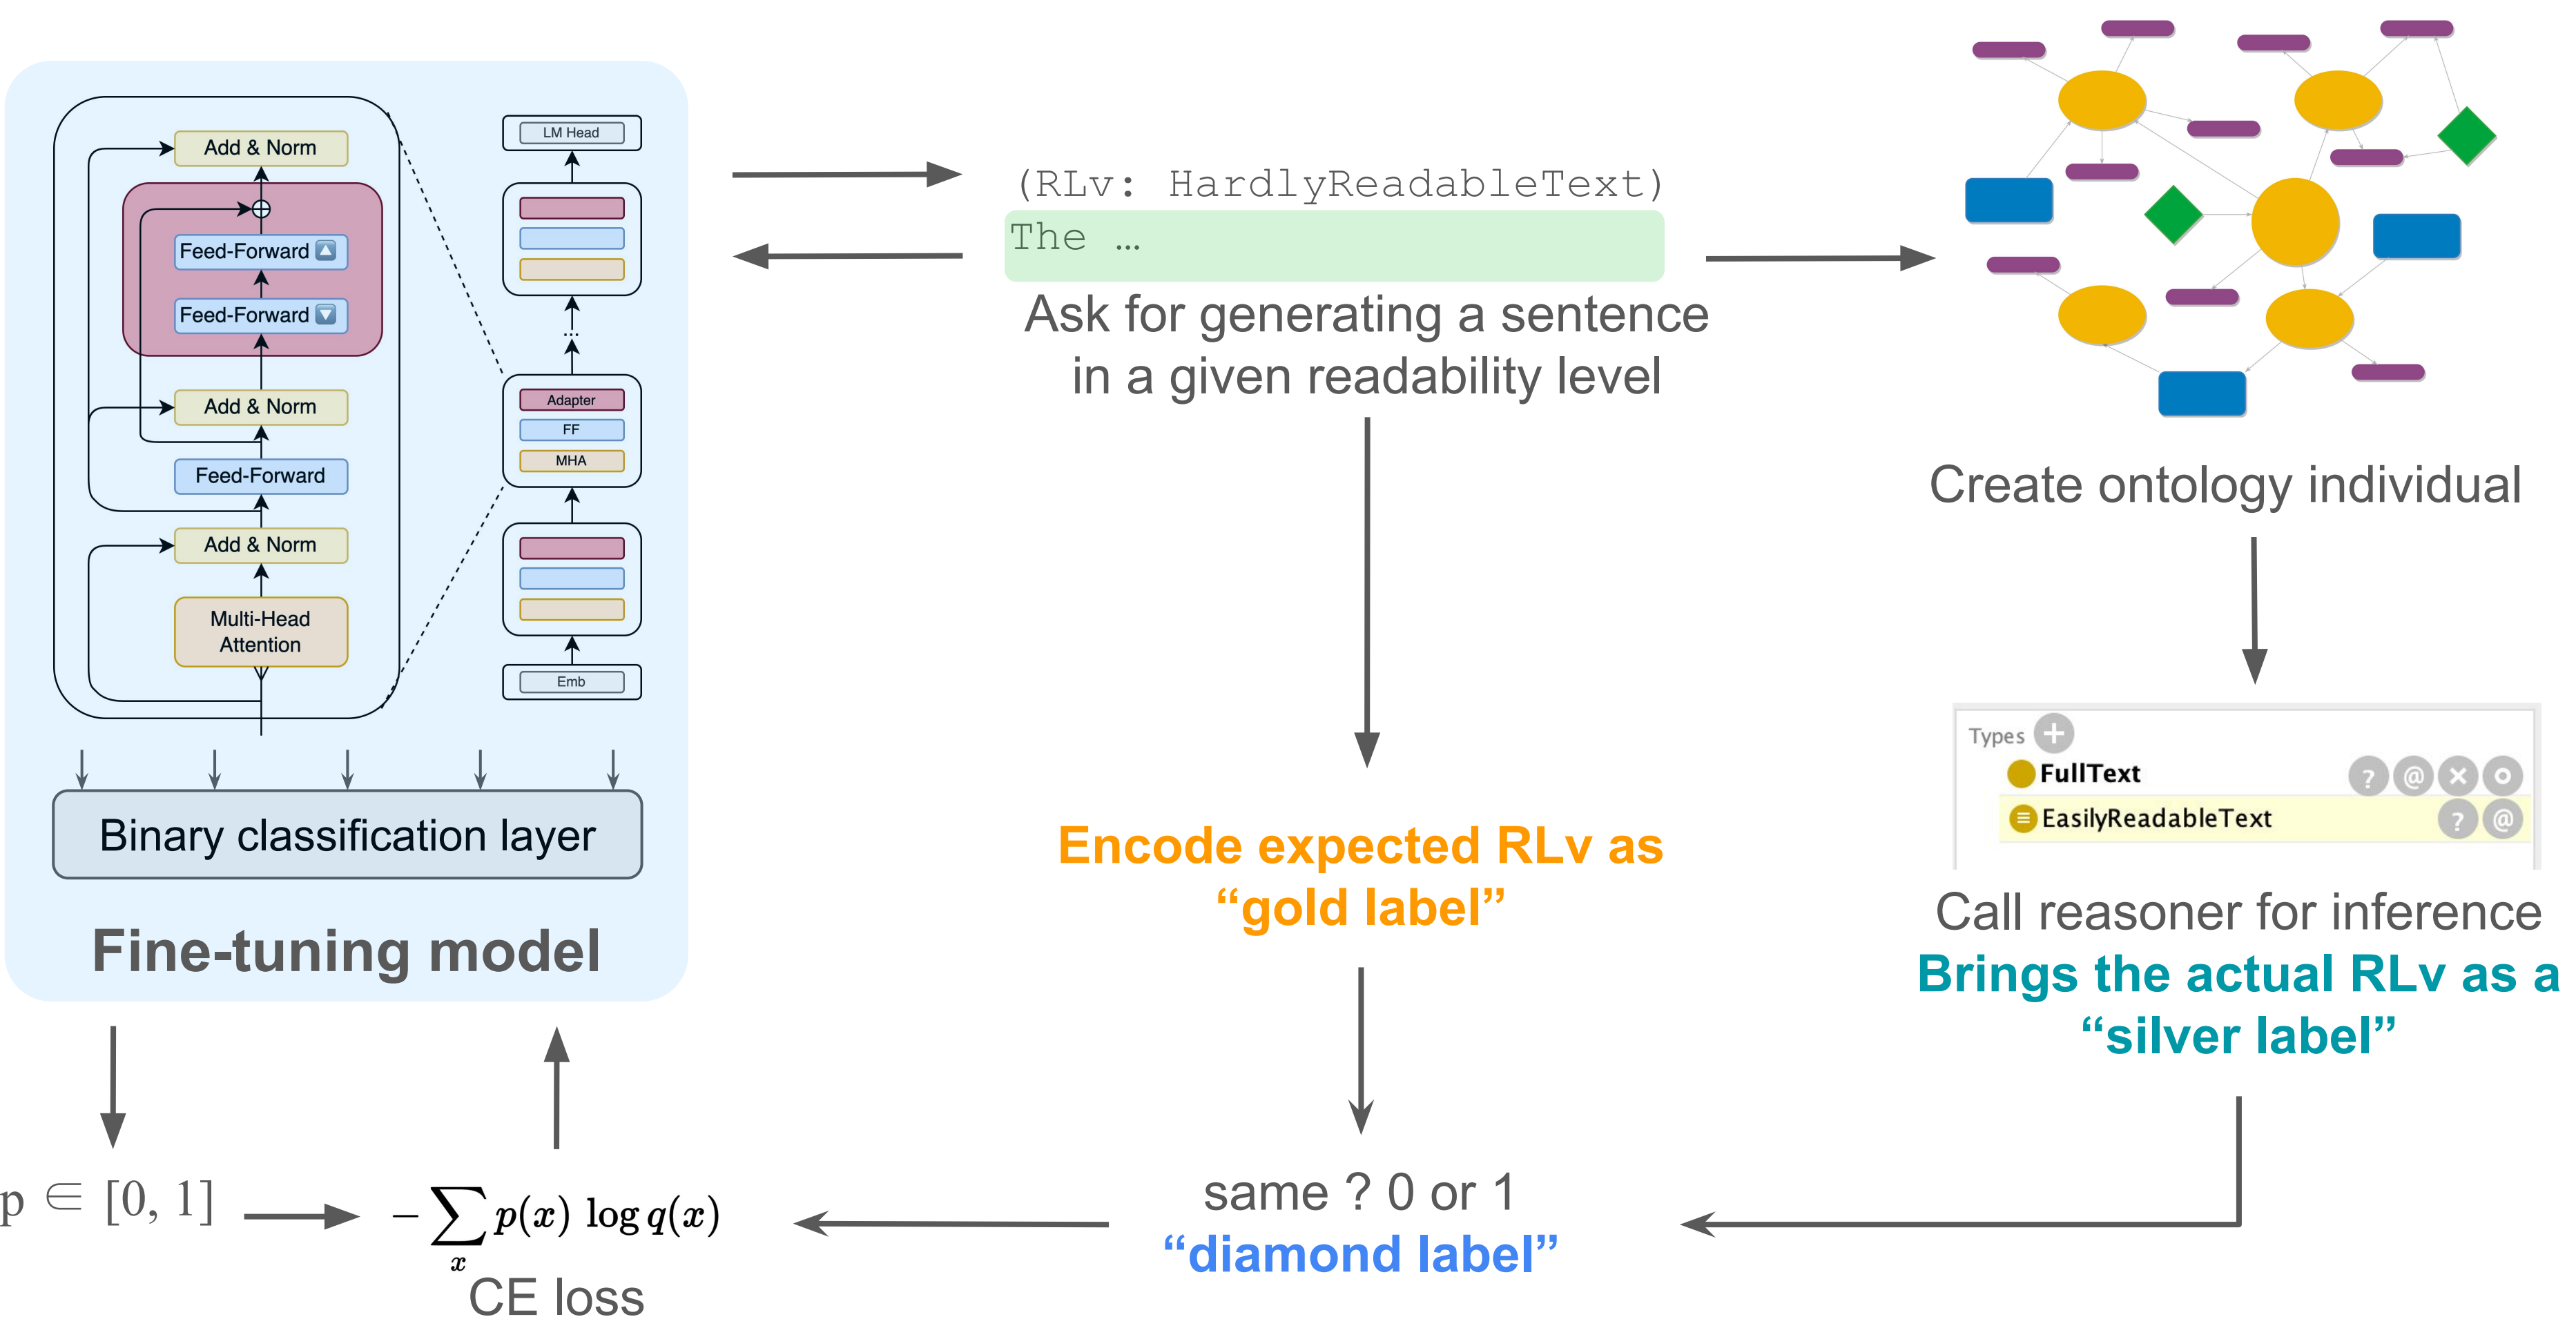 Add & Norm
Feed-Forward
Feed-Forward
Add & Norm
Feed-Forward
Add & Norm
Multi-Head
Attention
LM Head
...
Adapter
FF
MHA
Emb
Binary classification layer
Fine-tuning model
p ∈ [0, 1]
− ∑ p(x) log q(x)
x
CE loss
(RLv: HardlyReadableText)
The …
Ask for generating a sentence
in a given readability level
Encode expected RLv as
“gold label”
same ? 0 or 1
“diamond label”
Create ontology individual
Types +
FullText ? @
EasilyReadableText ? @
Call reasoner for inference
Brings the actual RLv as a
“silver label”